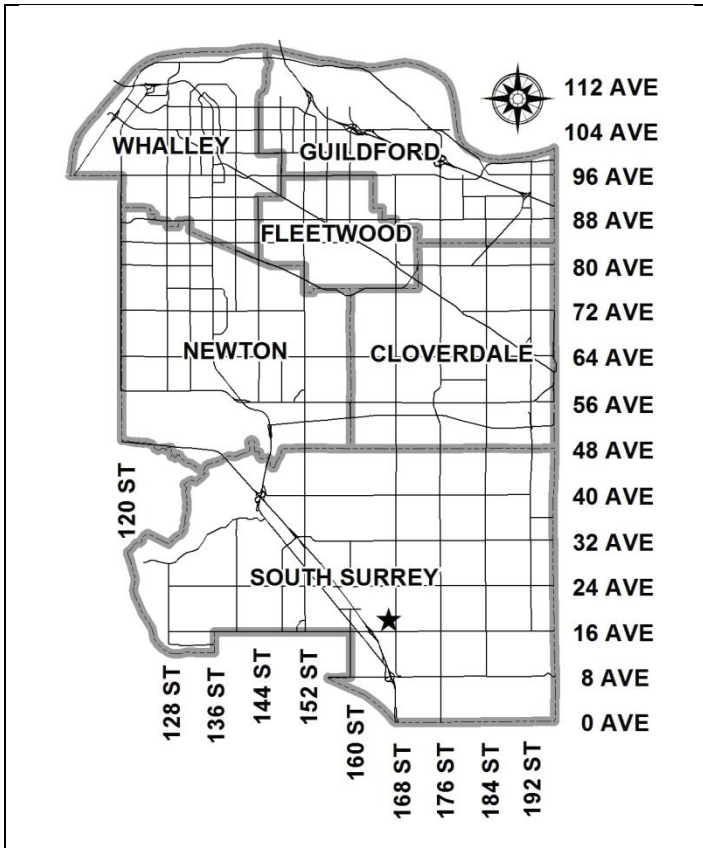 112 AVE
104 AVE
WHALLEY
GUILDFORD
96 AVE
88 AVE
FLEETWOOD
80 AVE
72 AVE
NEWTON
CLOVERDALE
64 AVE
56 AVE
48 AVE
120 ST
40 AVE
32 AVE
SOUTH SURREY
24 AVE
16 AVE
128 ST
136 ST
144 ST
152 ST
8 AVE
160 ST
0 AVE
168 ST
176 ST
184 ST
192 ST